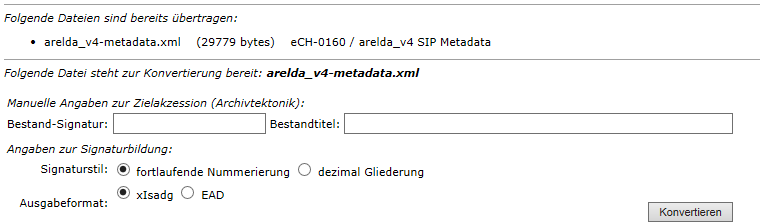 Folgende Dateien sind bereits übertragen:
• arelda_v4-metadata.xml (29779 bytes) eCH-0160 / arelda_v4 SIP Metadata
Folgende Datei steht zur Konvertierung bereit: arelda_v4-metadata.xml
Manuelle Angaben zur Zielakzession (Archivtektonik):
Bestand-Signatur: Bestandtitel:
Angaben zur Signaturbildung:
Signaturstil: fortlaufende Nummerierung dezimal Gliederung
Ausgabeformat: xIsadg EAD
Konvertieren